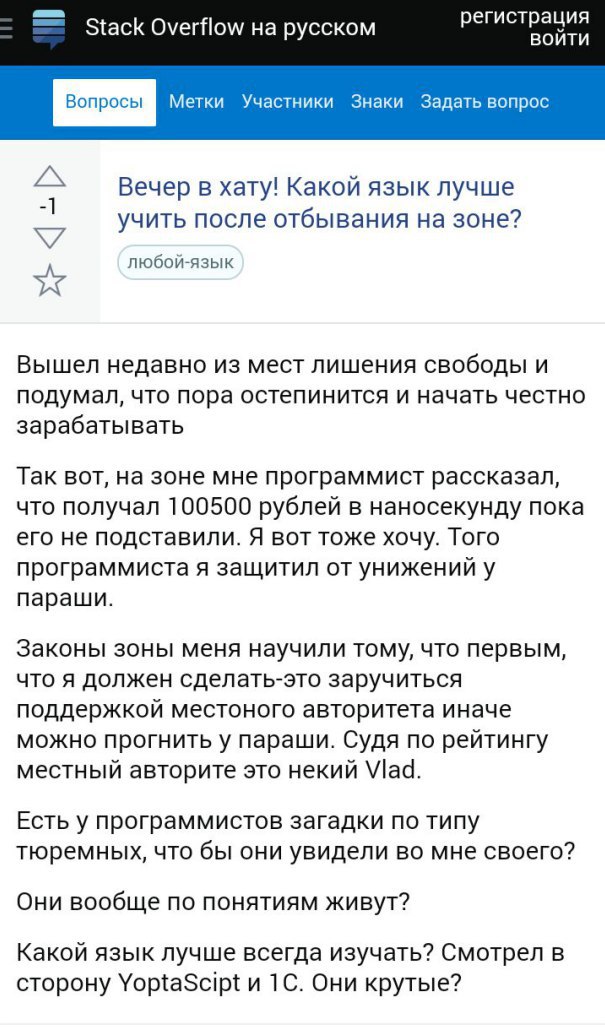 Stack Overflow на русском
регистрация
войти
Вопросы Метки Участники Знаки Задать вопрос
-1
Вечер в хату! Какой язык лучше
учить после отбывания на зоне?
любой-язык
Вышел недавно из мест лишения свободы и
подумал, что пора остепинится и начать честно
зарабатывать
Так вот, на зоне мне программист рассказал,
что получал 100500 рублей в наносекунду пока
его не подставили. Я вот тоже хочу. Того
программиста я защитил от унижений у
параши.
Законы зоны меня научили тому, что первым,
что я должен сделать-это заручиться
поддержкой местоного авторитета иначе
можно прогнить у параши. Судя по рейтингу
местный авторите это некий Vlad.
Есть у программистов загадки по типу
тюремных, что бы они увидели во мне своего?
Они вообще по понятиям живут?
Какой язык лучше всегда изучать? Смотрел в
сторону YoptaScipt и 1С. Они крутые?